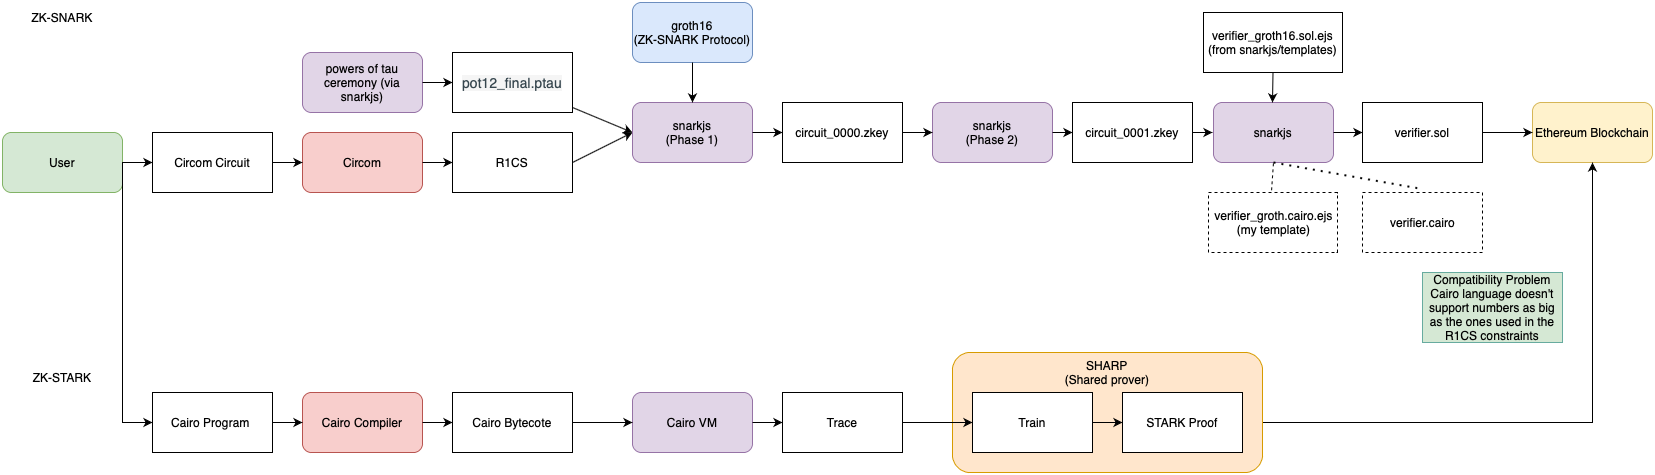 ZK-SNARK
groth16
(ZK-SNARK Protocol)
verifier_groth16.sol.ejs
(from snarkjs/templates)
powers of tau
ceremony (via
snarkjs)
pot12_final.ptau
snarkjs
(Phase 1)
circuit_0000.zkey
snarkjs
(Phase 2)
circuit_0001.zkey
snarkjs
verifier.sol
Ethereum Blockchain
User
Circom Circuit
Circom
R1CS
verifier_groth.cairo.ejs
(my template)
verifier.cairo
Compatibility Problem
Cairo language doesn't
support numbers as big
as the ones used in the
R1CS constraints
ZK-STARK
SHARP
(Shared prover)
Cairo Program
Cairo Compiler
Cairo Bytecote
Cairo VM
Trace
Train
STARK Proof